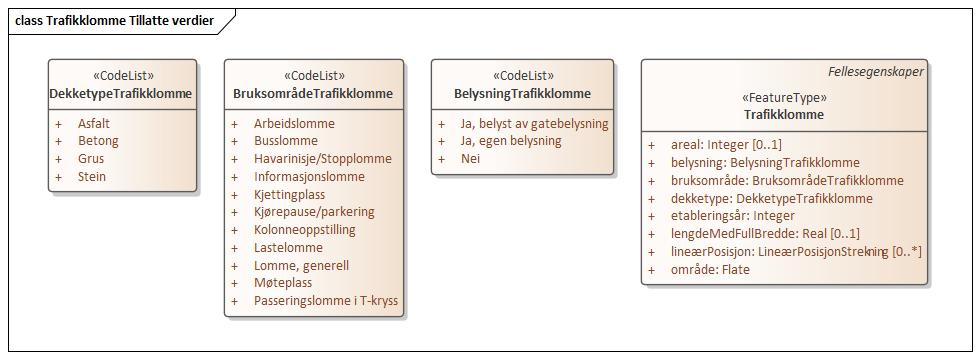 class Trafikklomme Tillatte verdier
«CodeList»
DekketypeTrafikklomme
+ Asfalt
+ Betong
+ Grus
+ Stein
«CodeList»
BruksområdeTrafikklomme
+ Arbeidslomme
+ Busslomme
+ Havarinisje/Stopplomme
+ Informasjonslomme
+ Kjettingplass
+ Kjørepause/parkering
+ Kolonneoppstilling
+ Lastelomme
+ Lomme, generell
+ Møteplass
+ Passeringslomme i T-kryss
«CodeList»
BelysningTrafikklomme
+ Ja, belyst av gatebelysning
+ Ja, egen belysning
+ Nei
Fellesegenskaper
«FeatureType»
Trafikklomme
+ areal: Integer [0..1]
+ belysning: BelysningTrafikklomme
+ bruksområde: BruksområdeTrafikklomme
+ dekketype: DekketypeTrafikklomme
+ etableringsår: Integer
+ lengdeMedFullBredde: Real [0..1]
+ lineærPosisjon: LineærPosisjonStrekning [0..*]
+ område: Flate